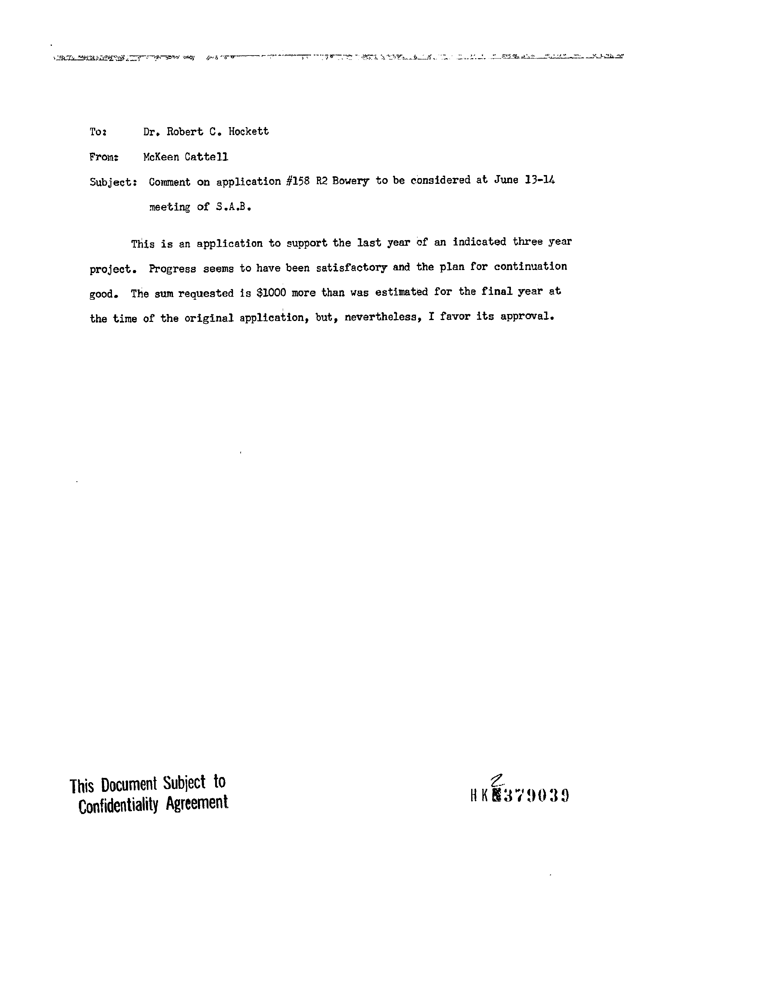 To: Dr. Robert C. Hockett
From: McKeen Cattell
Subject: Comment on application #158 R2 Bowery to be considered at June 13-14
meeting of S.A.B.
This is an application to support the last year of an indicated three year
project. Progress seems to have been satisfactory and the plan for continuation
good. The sum requested is $1000 more than was estimated for the final year at
the time of the original application, but, nevertheless, I favor its approval.
This Document Subject to
Confidentiality Agreement
2
HK 379039